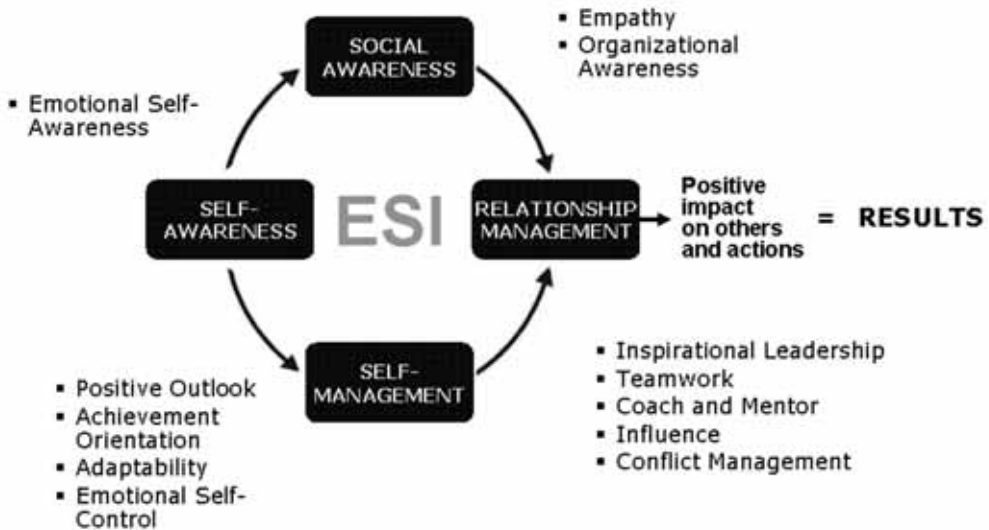 ▪ Empathy
▪ Organizational
Awareness
SOCIAL
AWARENESS
▪ Emotional Self-
Awareness
SELF-
AWARENESS
ESI
RELATIONSHIP
MANAGEMENT
Positive
impact
on others
and actions
= RESULTS
SELF-
MANAGEMENT
▪ Positive Outlook
▪ Achievement
Orientation
▪ Adaptability
▪ Emotional Self-
Control
▪ Inspirational Leadership
▪ Teamwork
▪ Coach and Mentor
▪ Influence
▪ Conflict Management